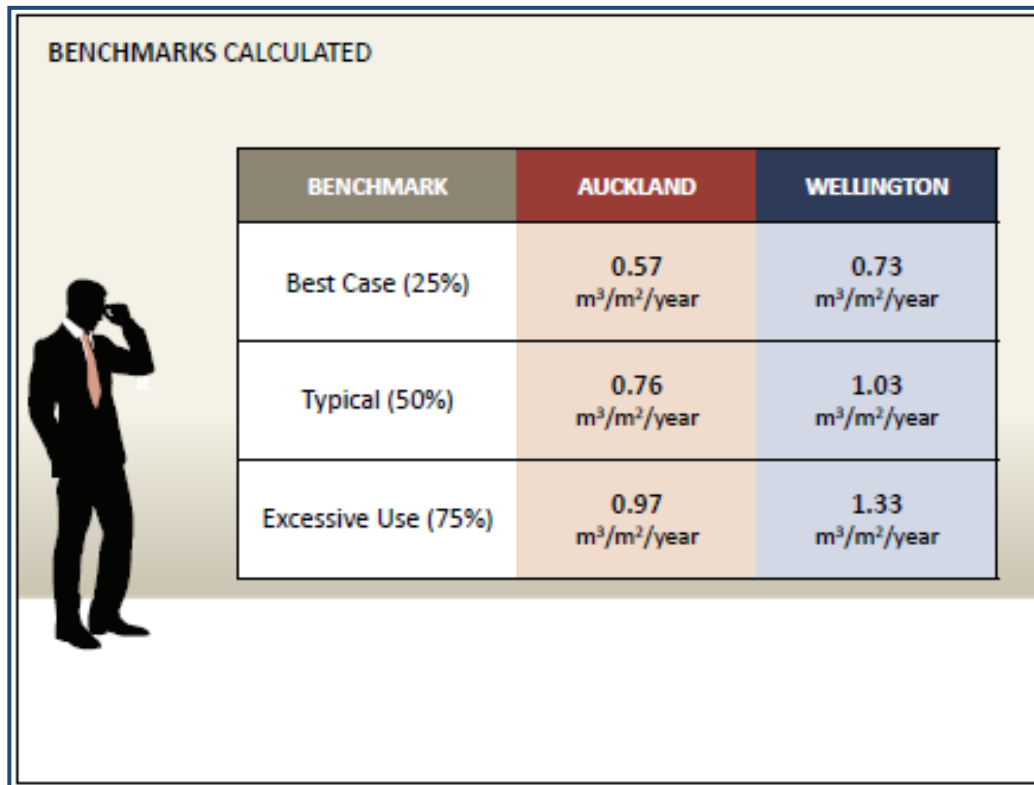 BENCHMARKS CALCULATED
BENCHMARK AUCKLAND WELLINGTON
Best Case (25%) 0.57 m³/m²/year 0.73 m³/m²/year
Typical (50%) 0.76 m³/m²/year 1.03 m³/m²/year
Excessive Use (75%) 0.97 m³/m²/year 1.33 m³/m²/year